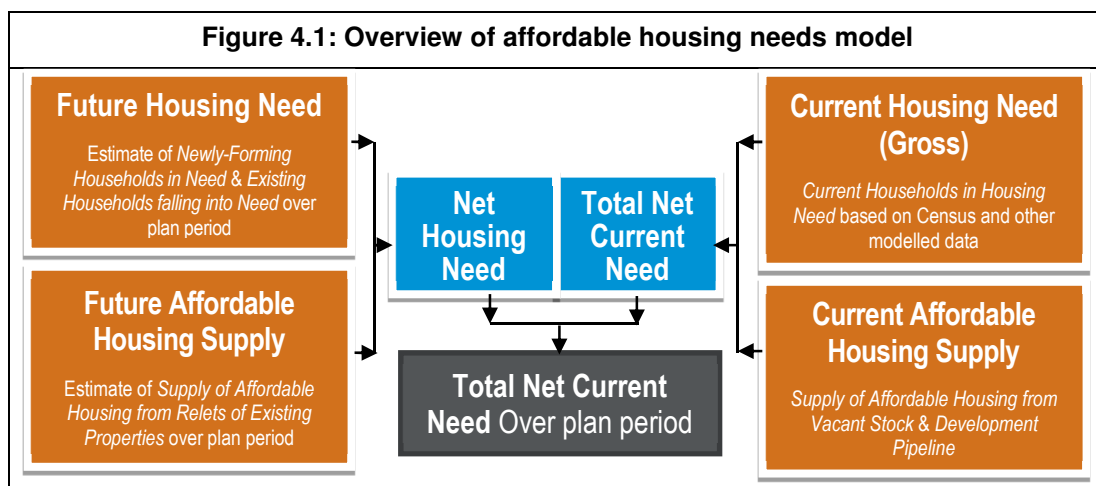 Figure 4.1: Overview of affordable housing needs model
Future Housing Need
Estimate of Newly-Forming
Households in Need & Existing
Households falling into Need over
plan period
Future Affordable
Housing Supply
Estimate of Supply of Affordable
Housing from Relets of Existing
Properties over plan period
Net
Housing
Need
Total Net
Current
Need
Total Net Current
Need Over plan period
Current Housing Need
(Gross)
Current Households in Housing
Need based on Census and other
modelled data
Current Affordable
Housing Supply
Supply of Affordable Housing from
Vacant Stock & Development
Pipeline